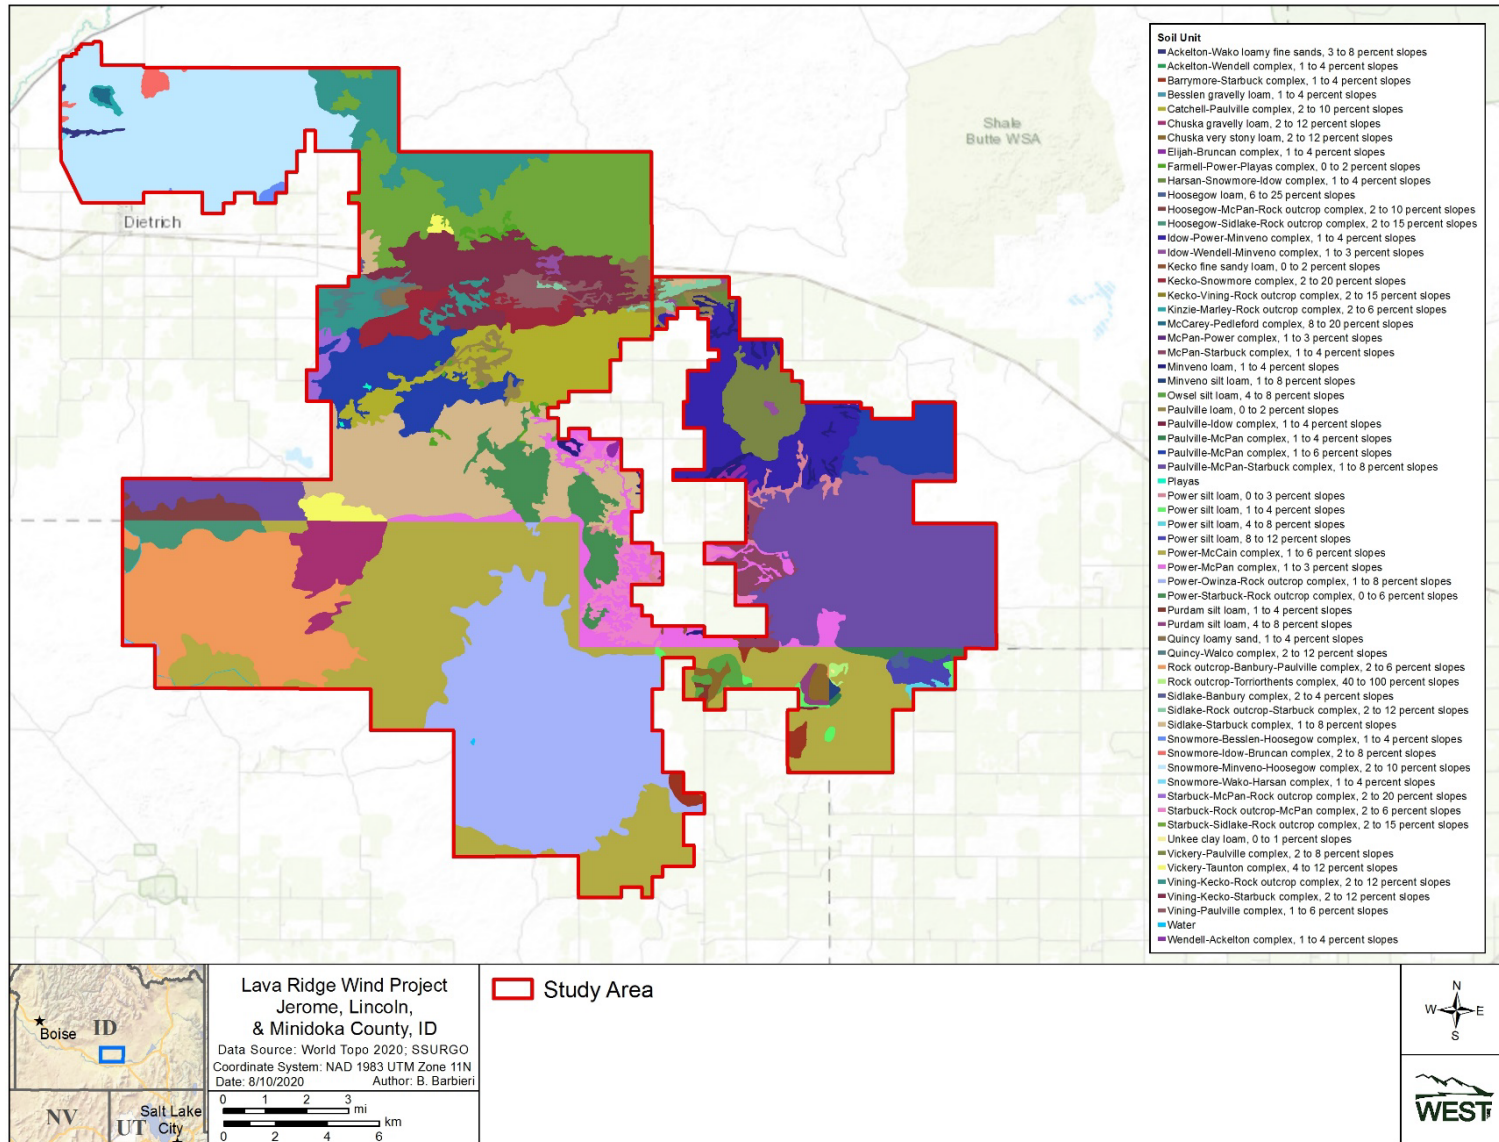 Shale
Butte WSA
Dietrich
Soil Unit
Ackelton-Wako loamy fine sands, 3 to 8 percent slopes
Ackelton-Wendell complex, 1 to 4 percent slopes
Barrymore-Starbuck complex, 1 to 4 percent slopes
Besslen gravelly loam, 1 to 4 percent slopes
Catchell-Paulville complex, 2 to 10 percent slopes
Chuska gravelly loam, 2 to 12 percent slopes
Chuska very stony loam, 2 to 12 percent slopes
Elijah-Bruncan complex, 1 to 4 percent slopes
Farmell-Power-Playas complex, 0 to 2 percent slopes
Harsan-Snowmore-Idow complex, 1 to 4 percent slopes
Hoosegow loam, 6 to 25 percent slopes
Hoosegow-McPan-Rock outcrop complex, 2 to 10 percent slopes
Hoosegow-Sidlake-Rock outcrop complex, 2 to 15 percent slopes
Idow-Power-Minveno complex, 1 to 4 percent slopes
Idow-Wendell-Minveno complex, 1 to 3 percent slopes
Kecko fine sandy loam, 0 to 2 percent slopes
Kecko-Snowmore complex, 2 to 20 percent slopes
Kecko-Vining-Rock outcrop complex, 2 to 15 percent slopes
Kinzie-Marley-Rock outcrop complex, 2 to 6 percent slopes
McCarey-Pedleford complex, 8 to 20 percent slopes
McPan-Power complex, 1 to 3 percent slopes
McPan-Starbuck complex, 1 to 4 percent slopes
Minveno loam, 1 to 4 percent slopes
Minveno silt loam, 1 to 8 percent slopes
Owsel silt loam, 4 to 8 percent slopes
Paulville loam, 0 to 2 percent slopes
Paulville-Idow complex, 1 to 4 percent slopes
Paulville-McPan complex, 1 to 4 percent slopes
Paulville-McPan complex, 1 to 6 percent slopes
Paulville-McPan-Starbuck complex, 1 to 8 percent slopes
Playas
Power silt loam, 0 to 3 percent slopes
Power silt loam, 1 to 4 percent slopes
Power silt loam, 4 to 8 percent slopes
Power silt loam, 8 to 12 percent slopes
Power-McCain complex, 1 to 6 percent slopes
Power-McPan complex, 1 to 3 percent slopes
Power-Owinza-Rock outcrop complex, 1 to 8 percent slopes
Power-Starbuck-Rock outcrop complex, 0 to 6 percent slopes
Purdam silt loam, 1 to 4 percent slopes
Purdam silt loam, 4 to 8 percent slopes
Quincy loamy sand, 1 to 4 percent slopes
Quincy-Walco complex, 2 to 12 percent slopes
Rock outcrop-Banbury-Paulville complex, 2 to 6 percent slopes
Rock outcrop-Torriorthents complex, 40 to 100 percent slopes
Sidlake-Banbury complex, 2 to 4 percent slopes
Sidlake-Rock outcrop-Starbuck complex, 2 to 12 percent slopes
Sidlake-Starbuck complex, 1 to 8 percent slopes
Snowmore-Besslen-Hoosegow complex, 1 to 4 percent slopes
Snowmore-Idow-Bruncan complex, 2 to 8 percent slopes
Snowmore-Minveno-Hoosegow complex, 2 to 10 percent slopes
Snowmore-Wako-Harsan complex, 1 to 4 percent slopes
Starbuck-McPan-Rock outcrop complex, 2 to 20 percent slopes
Starbuck-Rock outcrop-McPan complex, 2 to 6 percent slopes
Starbuck-Sidlake-Rock outcrop complex, 2 to 15 percent slopes
Unkee clay loam, 0 to 1 percent slopes
Vickery-Paulville complex, 2 to 8 percent slopes
Vickery-Taunton complex, 4 to 12 percent slopes
Vining-Kecko-Rock outcrop complex, 2 to 12 percent slopes
Vining-Kecko-Starbuck complex, 2 to 12 percent slopes
Vining-Paulville complex, 1 to 6 percent slopes
Water
Wendell-Ackelton complex, 1 to 4 percent slopes
Boise
ID
NV
UT
Salt Lake
City
Lava Ridge Wind Project
Jerome, Lincoln,
& Minidoka County, ID
Data Source: World Topo 2020; SSURGO
Coordinate System: NAD 1983 UTM Zone 11N
Date: 8/10/2020 Author: B. Barbieri
0 1 2 3
mi
km
0 2 4 6
Study Area
N
W E
S
WEST